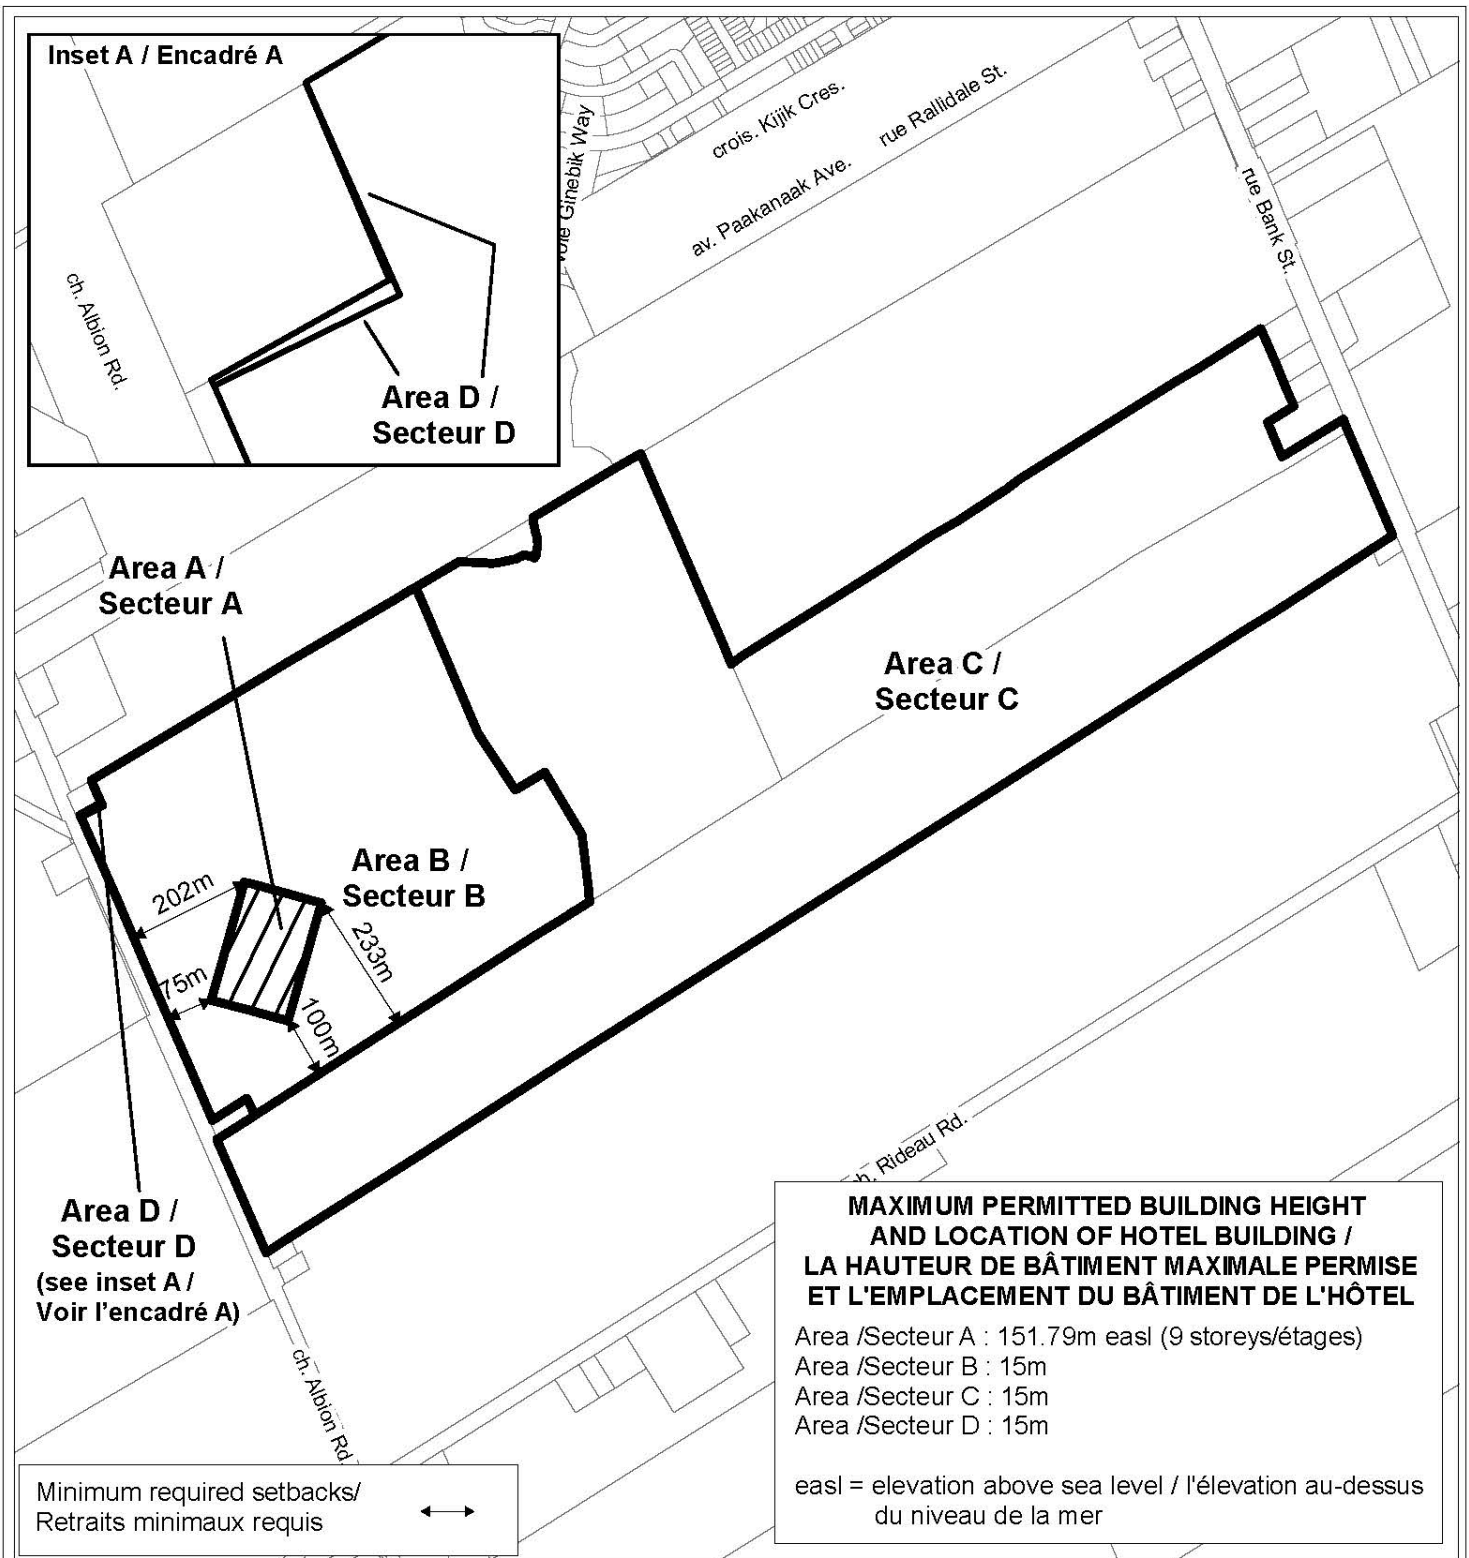 Inset A / Encadré A
ch. Albion Rd.
Area D /
Secteur D
voie Ginebik Way
crois. Kijik Cres.
rue Rallidale St.
av. Paakanaak Ave.
rue Bank St.
Area A /
Secteur A
Area C /
Secteur C
Area B /
Secteur B
202m
75m
233m
100m
Area D /
Secteur D
(see inset A /
Voir l'encadré A)
ch. Albion Rd.
ch. Rideau Rd.
MAXIMUM PERMITTED BUILDING HEIGHT
AND LOCATION OF HOTEL BUILDING /
LA HAUTEUR DE BÂTIMENT MAXIMALE PERMISE
ET L'EMPLACEMENT DU BÂTIMENT DE L'HÔTEL
Area /Secteur A : 151.79m easl (9 storeys/étages)
Area /Secteur B : 15m
Area /Secteur C : 15m
Area /Secteur D : 15m
easl = elevation above sea level / l'élevation au-dessus
du niveau de la mer
Minimum required setbacks/
Retraits minimaux requis